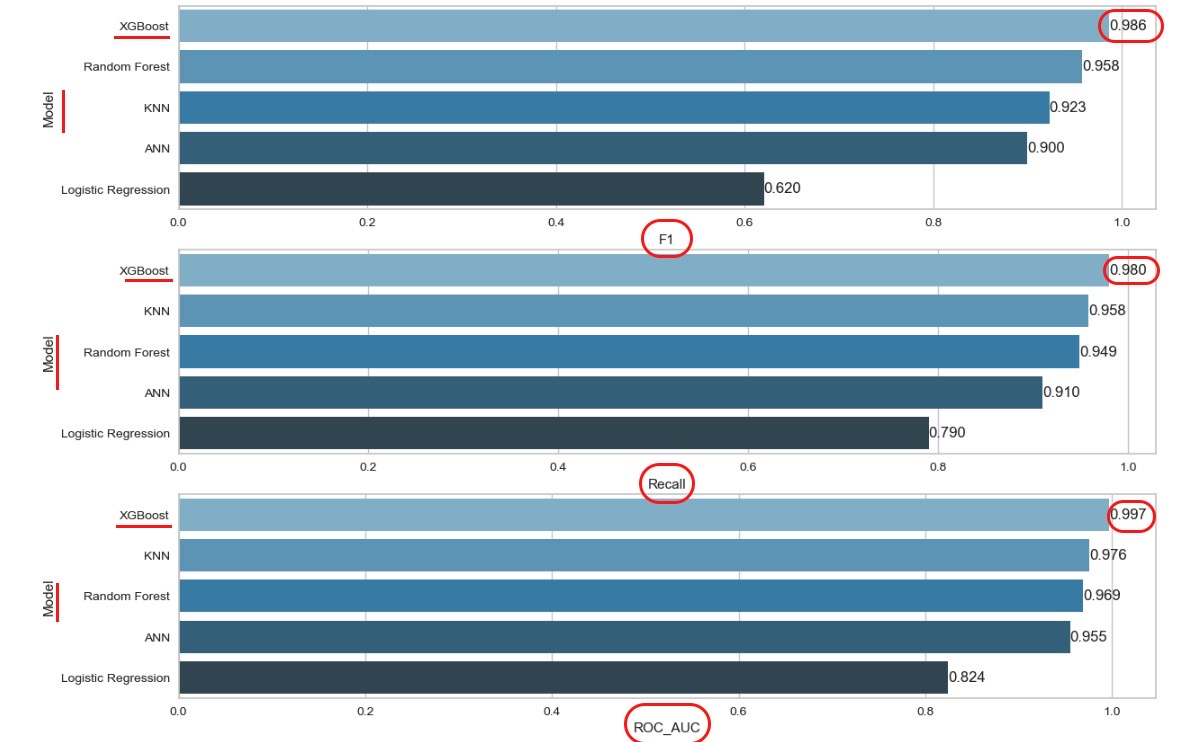 XGBoost 0.986
Random Forest 0.958
Model
KNN 0.923
ANN 0.900
Logistic Regression 0.620
0.0 0.2 0.4 0.6 0.8 1.0
F1
XGBoost 0.980
KNN 0.958
Model
Random Forest 0.949
ANN 0.910
Logistic Regression 0.790
0.0 0.2 0.4 0.6 0.8 1.0
Recall
XGBoost 0.997
KNN 0.976
Model
Random Forest 0.969
ANN 0.955
Logistic Regression 0.824
0.0 0.2 0.4 0.6 0.8 1.0
ROC_AUC